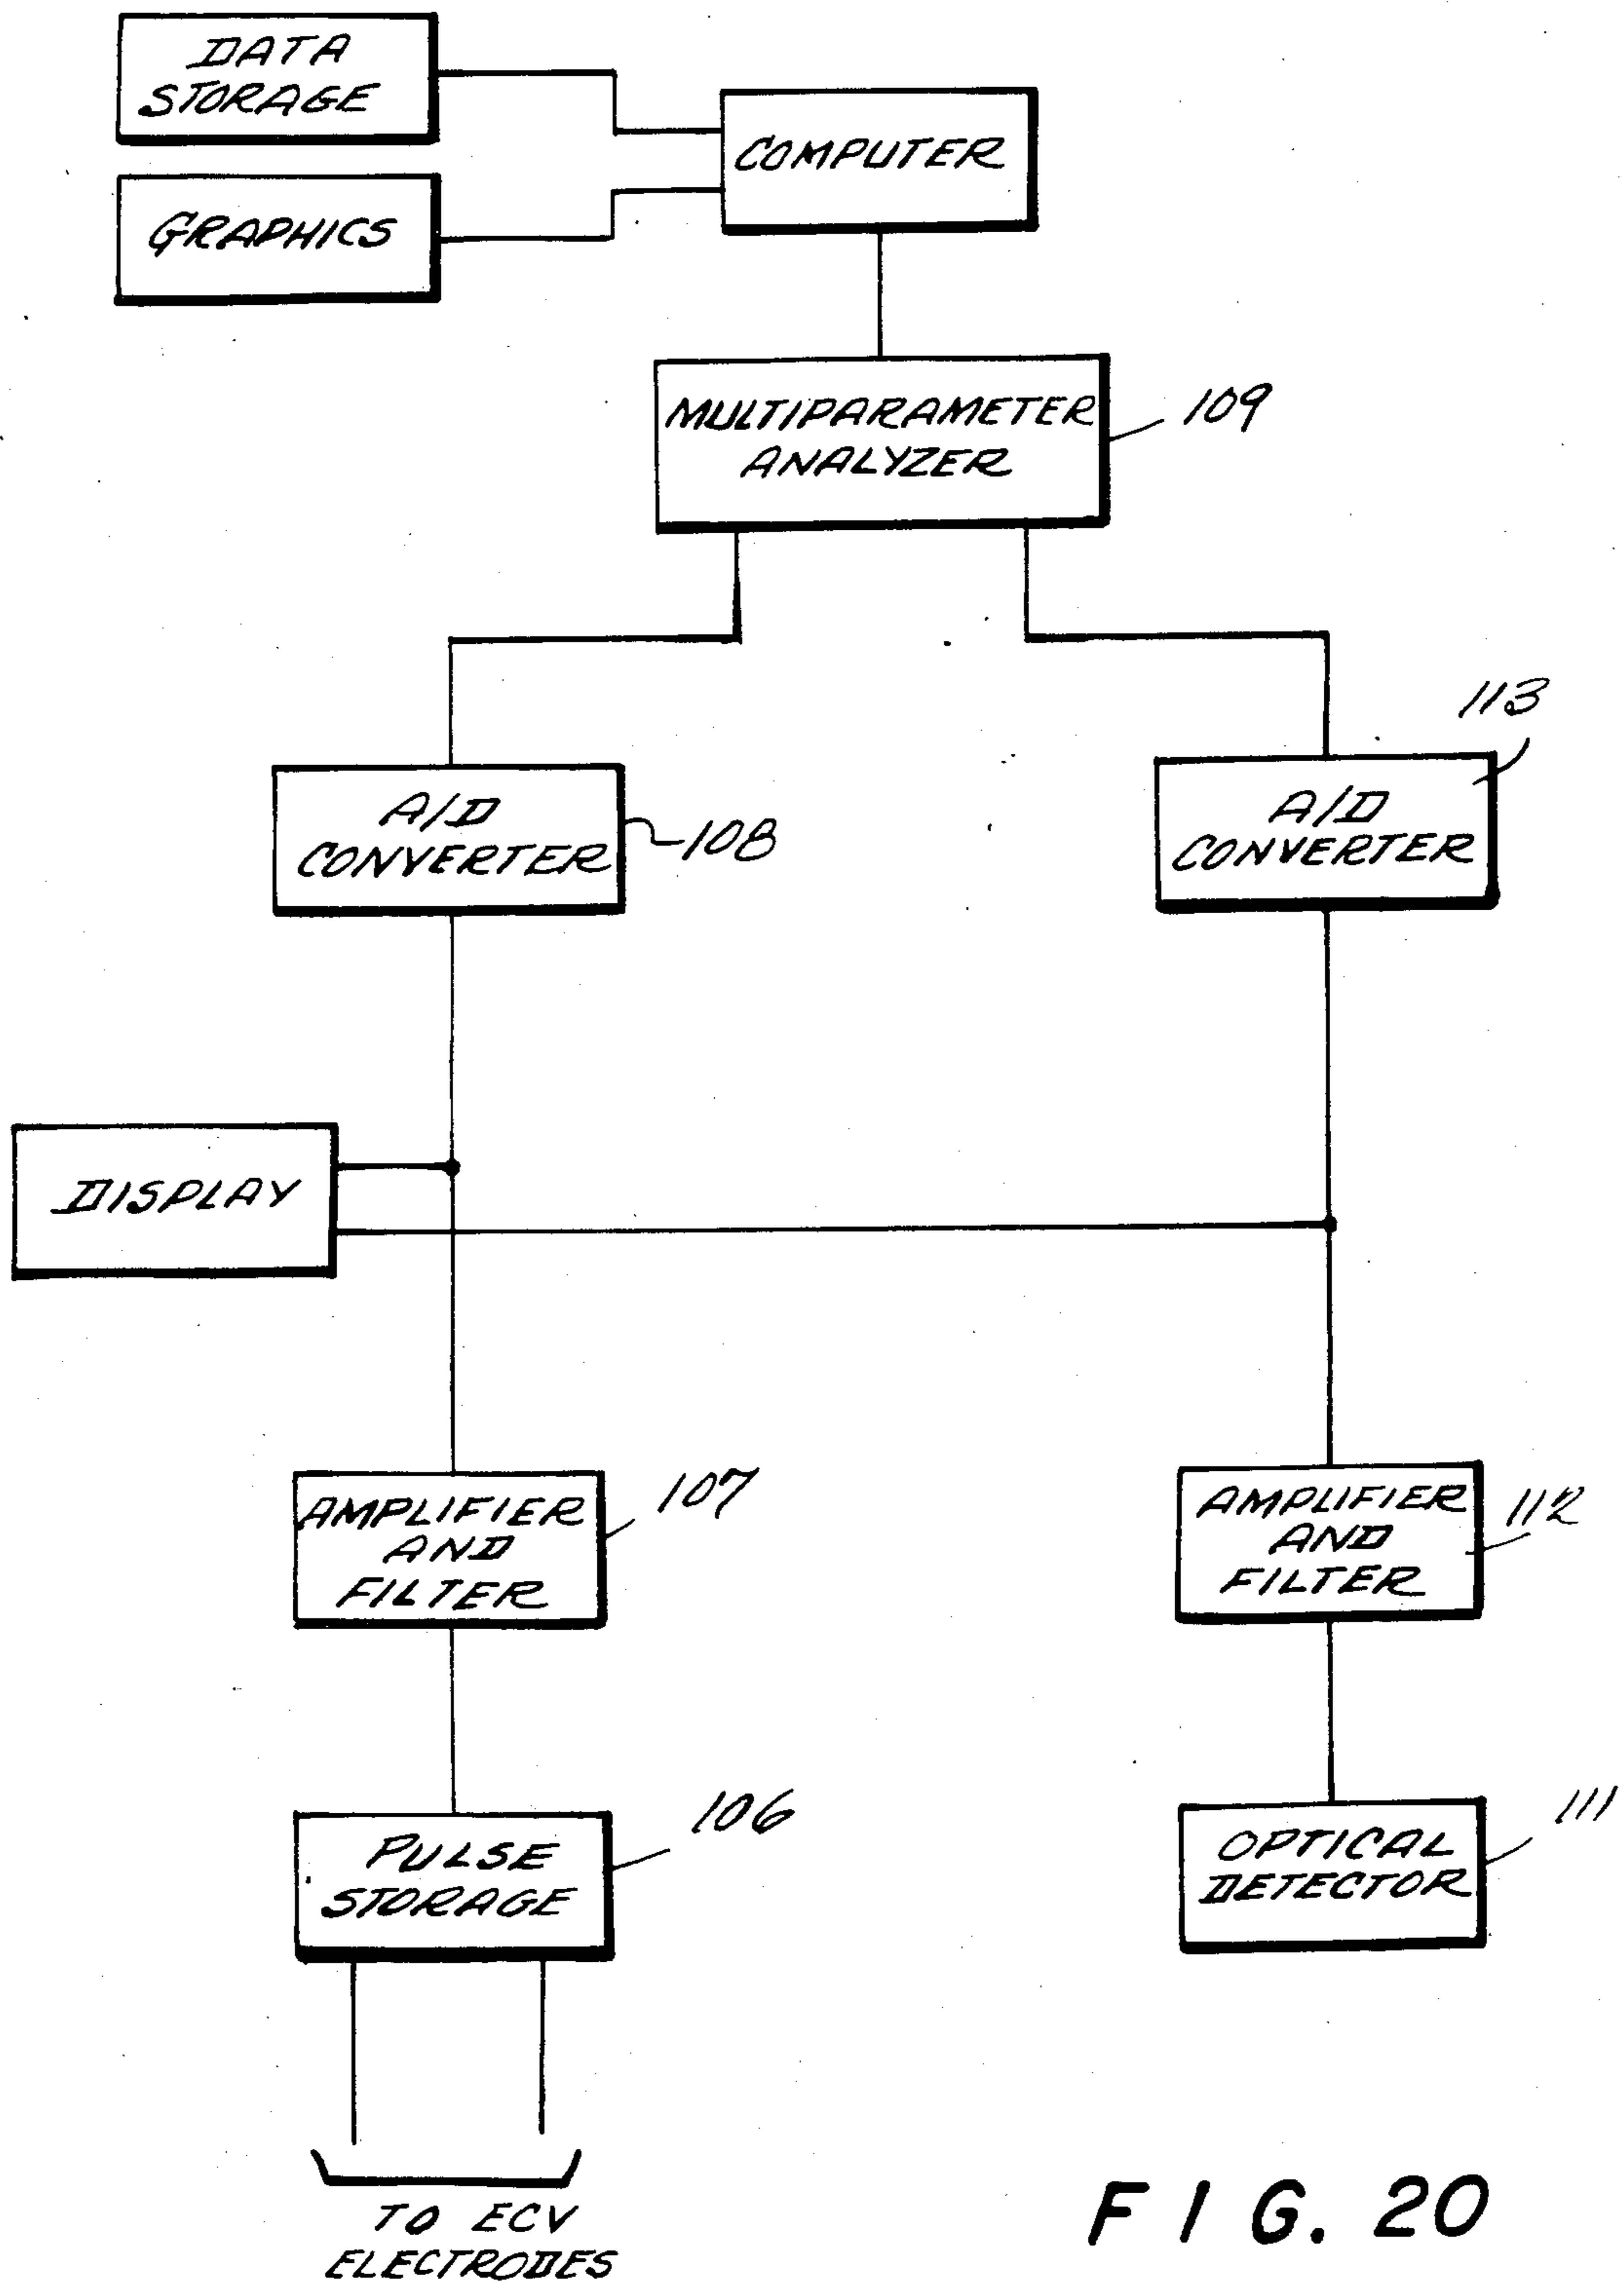 DATA
STORAGE
COMPUTER
GRAPHICS
MULTIPARAMETER
ANALYZER
109
113
A/D
CONVERTER
108
A/D
CONVERTER
DISPLAY
AMPLIFIER
AND
FILTER
107
AMPLIFIER
AND
FILTER
112
PULSE
STORAGE
106
OPTICAL
DETECTOR
111
TO ECV
ELECTRODES
FIG. 20